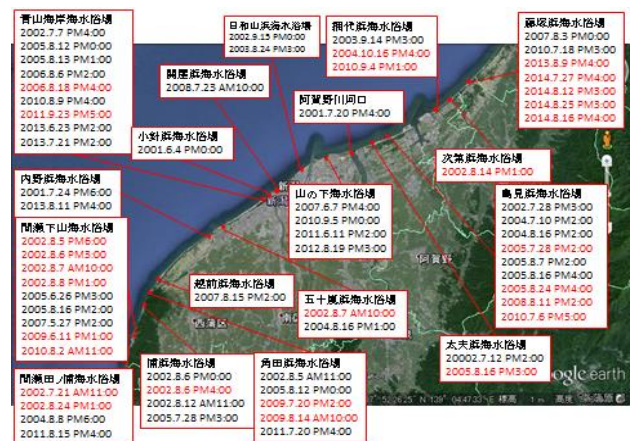 青山海岸海水浴場
2002.7.7 PM4:00
2005.8.12 PM0:00
2005.8.13 PM1:00
2006.8.6 PM2:00
2006.8.18 PM4:00
2010.8.9 PM4:00
2011.9.23 PM5:00
2013.6.23 PM2:00
2013.7.21 PM2:00
日和山浜海水浴場
2002.9.15 PM0:00
2003.8.24 PM3:00
網代浜海水浴場
2003.9.14 PM3:00
2004.10.16 PM4:00
2010.9.4 PM1:00
藤塚浜海水浴場
2007.8.3 PM0:00
2010.7.18 PM3:00
2013.8.9 PM4:00
2014.7.27 PM4:00
2014.8.12 PM3:00
2014.8.25 PM3:00
2014.8.16 PM4:00
関屋浜海水浴場
2008.7.23 AM10:00
阿賀野川河口
2001.7.20 PM4:00
小針浜海水浴場
2001.6.4 PM0:00
次第浜海水浴場
2002.8.14 PM1:00
内野浜海水浴場
2001.7.24 PM6:00
2013.8.11 PM4:00
山の下海水浴場
2007.6.7 PM4:00
2010.9.5 PM0:00
2011.6.11 PM2:00
2012.8.19 PM3:00
島見浜海水浴場
2002.7.28 PM3:00
2004.7.10 PM2:00
2004.8.16 PM2:00
2005.7.28 PM2:00
2005.8.7 PM2:00
2005.8.16 PM4:00
2005.8.24 PM4:00
2008.8.11 PM2:00
2010.7.6 PM5:00
間瀬下山海水浴場
2002.8.5 PM6:00
2002.8.6 PM3:00
2002.8.7 AM10:00
2002.8.8 PM1:00
2005.6.26 PM3:00
2005.8.16 PM2:00
2007.5.27 PM2:00
2009.6.11 PM1:00
2010.8.2 AM11:00
越前浜海水浴場
2007.8.15 PM2:00
五十嵐浜海水浴場
2002.8.7 AM10:00
2004.8.16 PM1:00
阿賀野
西蒲区
太夫浜海水浴場
20002.7.12 PM2:00
2005.8.16 PM3:00
間瀬田ノ浦海水浴場
2002.7.21 AM11:00
2002.8.24 PM1:00
2004.8.8 PM6:00
2011.8.15 PM4:00
浦浜海水浴場
2002.8.6 PM0:00
2002.8.6 PM4:00
2002.8.12 AM11:00
2005.7.28 PM3:00
角田浜海水浴場
2002.8.5 AM11:00
2005.8.12 PM0:00
2009.7.20 PM2:00
2009.8.14 AM10:00
2011.7.20 PM4:00
google earth